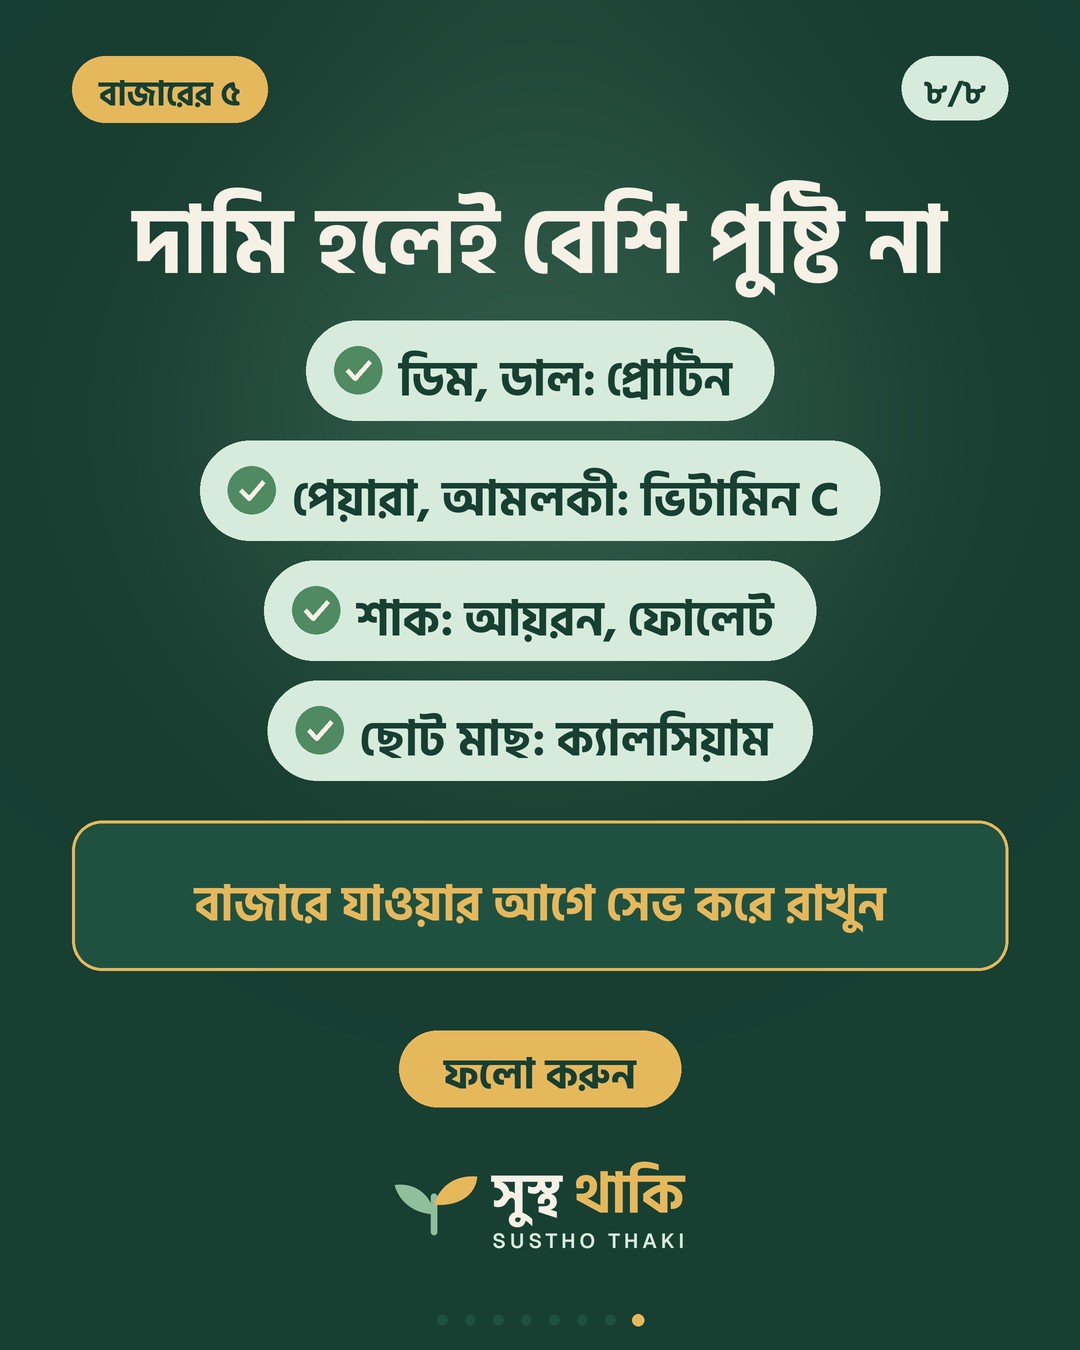 বাজারের ৫
৮/৮
দামি হলেই বেশি পুষ্টি না
ডিম, ডাল: প্রোটিন
পেয়ারা, আমলকী: ভিটামিন C
শাক: আয়রন, ফোলেট
ছোট মাছ: ক্যালসিয়াম
বাজারে যাওয়ার আগে সেভ করে রাখুন
ফলো করুন
সুস্থ থাকি
SUSTHO THAKI